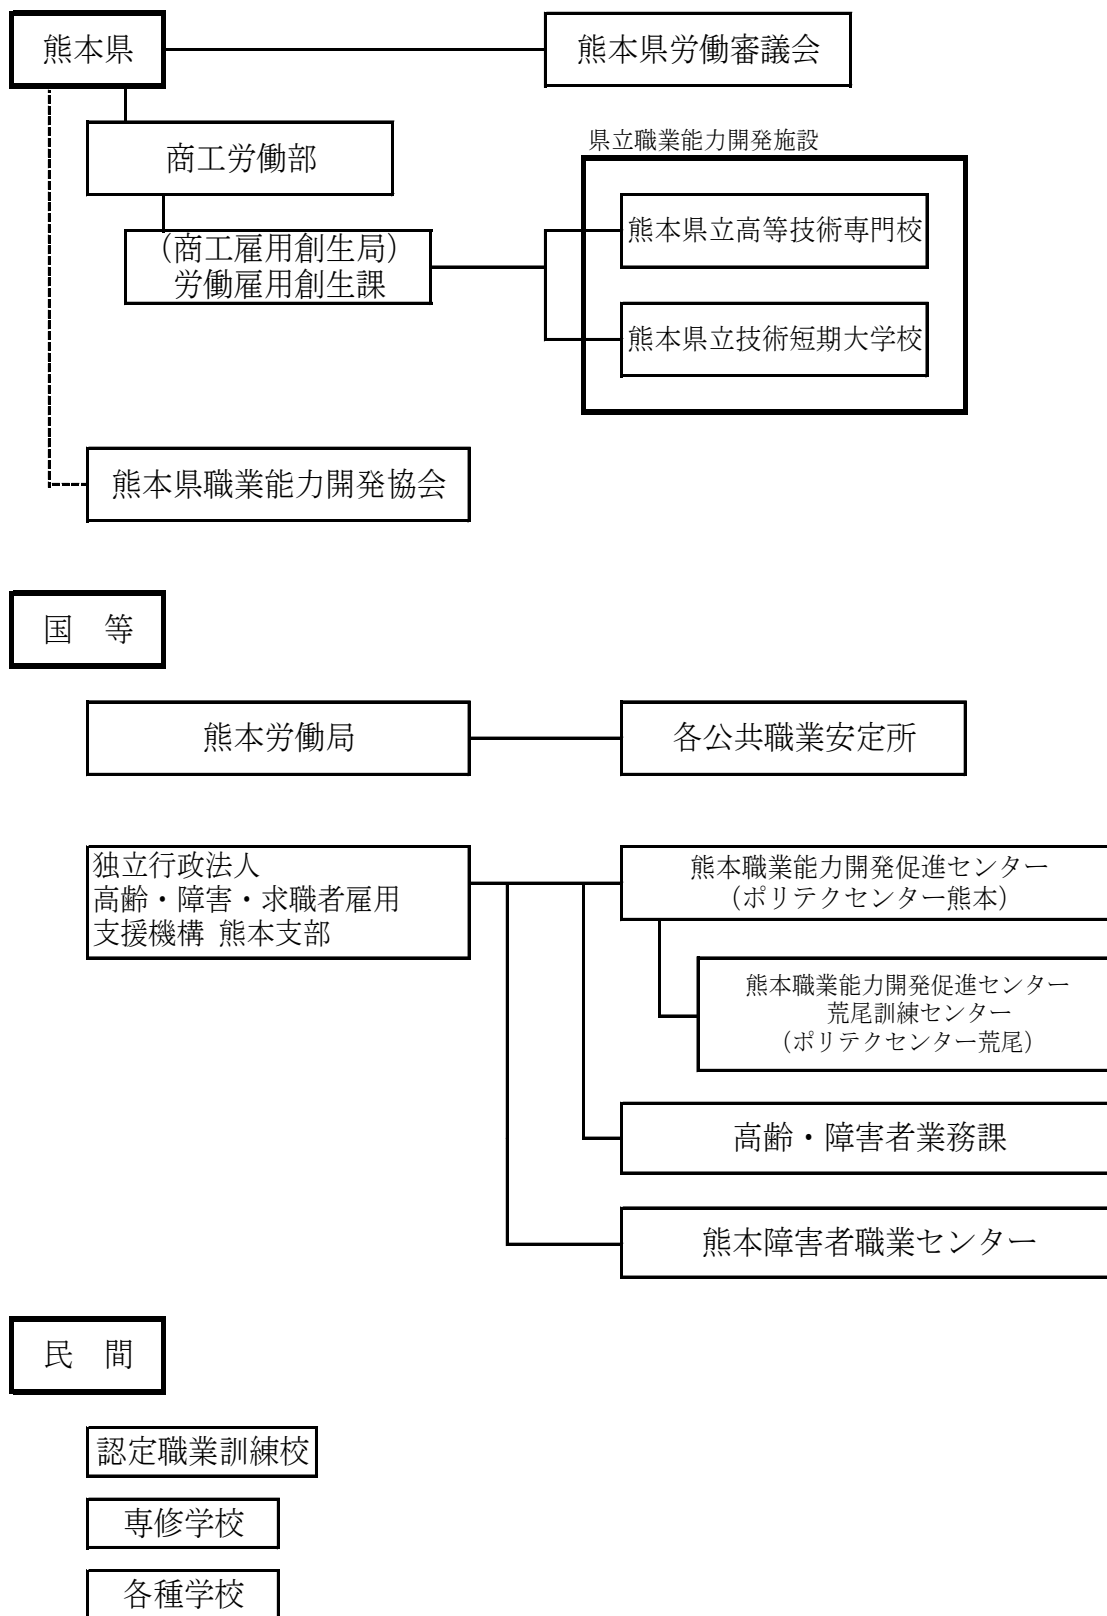 熊本県
熊本県労働審議会
商工労働部
県立職業能力開発施設
熊本県立高等技術専門校
（商工雇用創生局）
労働雇用創生課
熊本県立技術短期大学校
熊本県職業能力開発協会
国　等
熊本労働局
各公共職業安定所
独立行政法人
高齢・障害・求職者雇用
支援機構 熊本支部
熊本職業能力開発促進センター
（ポリテクセンター熊本）
熊本職業能力開発促進センター
荒尾訓練センター
（ポリテクセンター荒尾）
高齢・障害者業務課
熊本障害者職業センター
民　間
認定職業訓練校
専修学校
各種学校